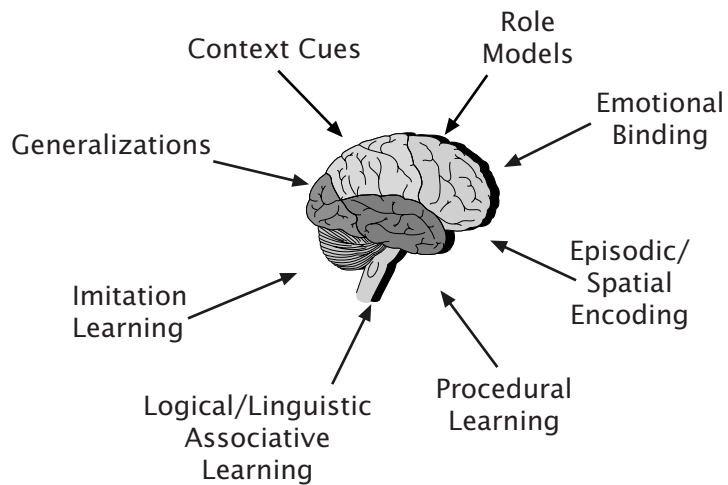 Role
Models
Context Cues
Emotional
Binding
Generalizations
Episodic/
Spatial
Encoding
Imitation
Learning
Procedural
Learning
Logical/Linguistic
Associative
Learning